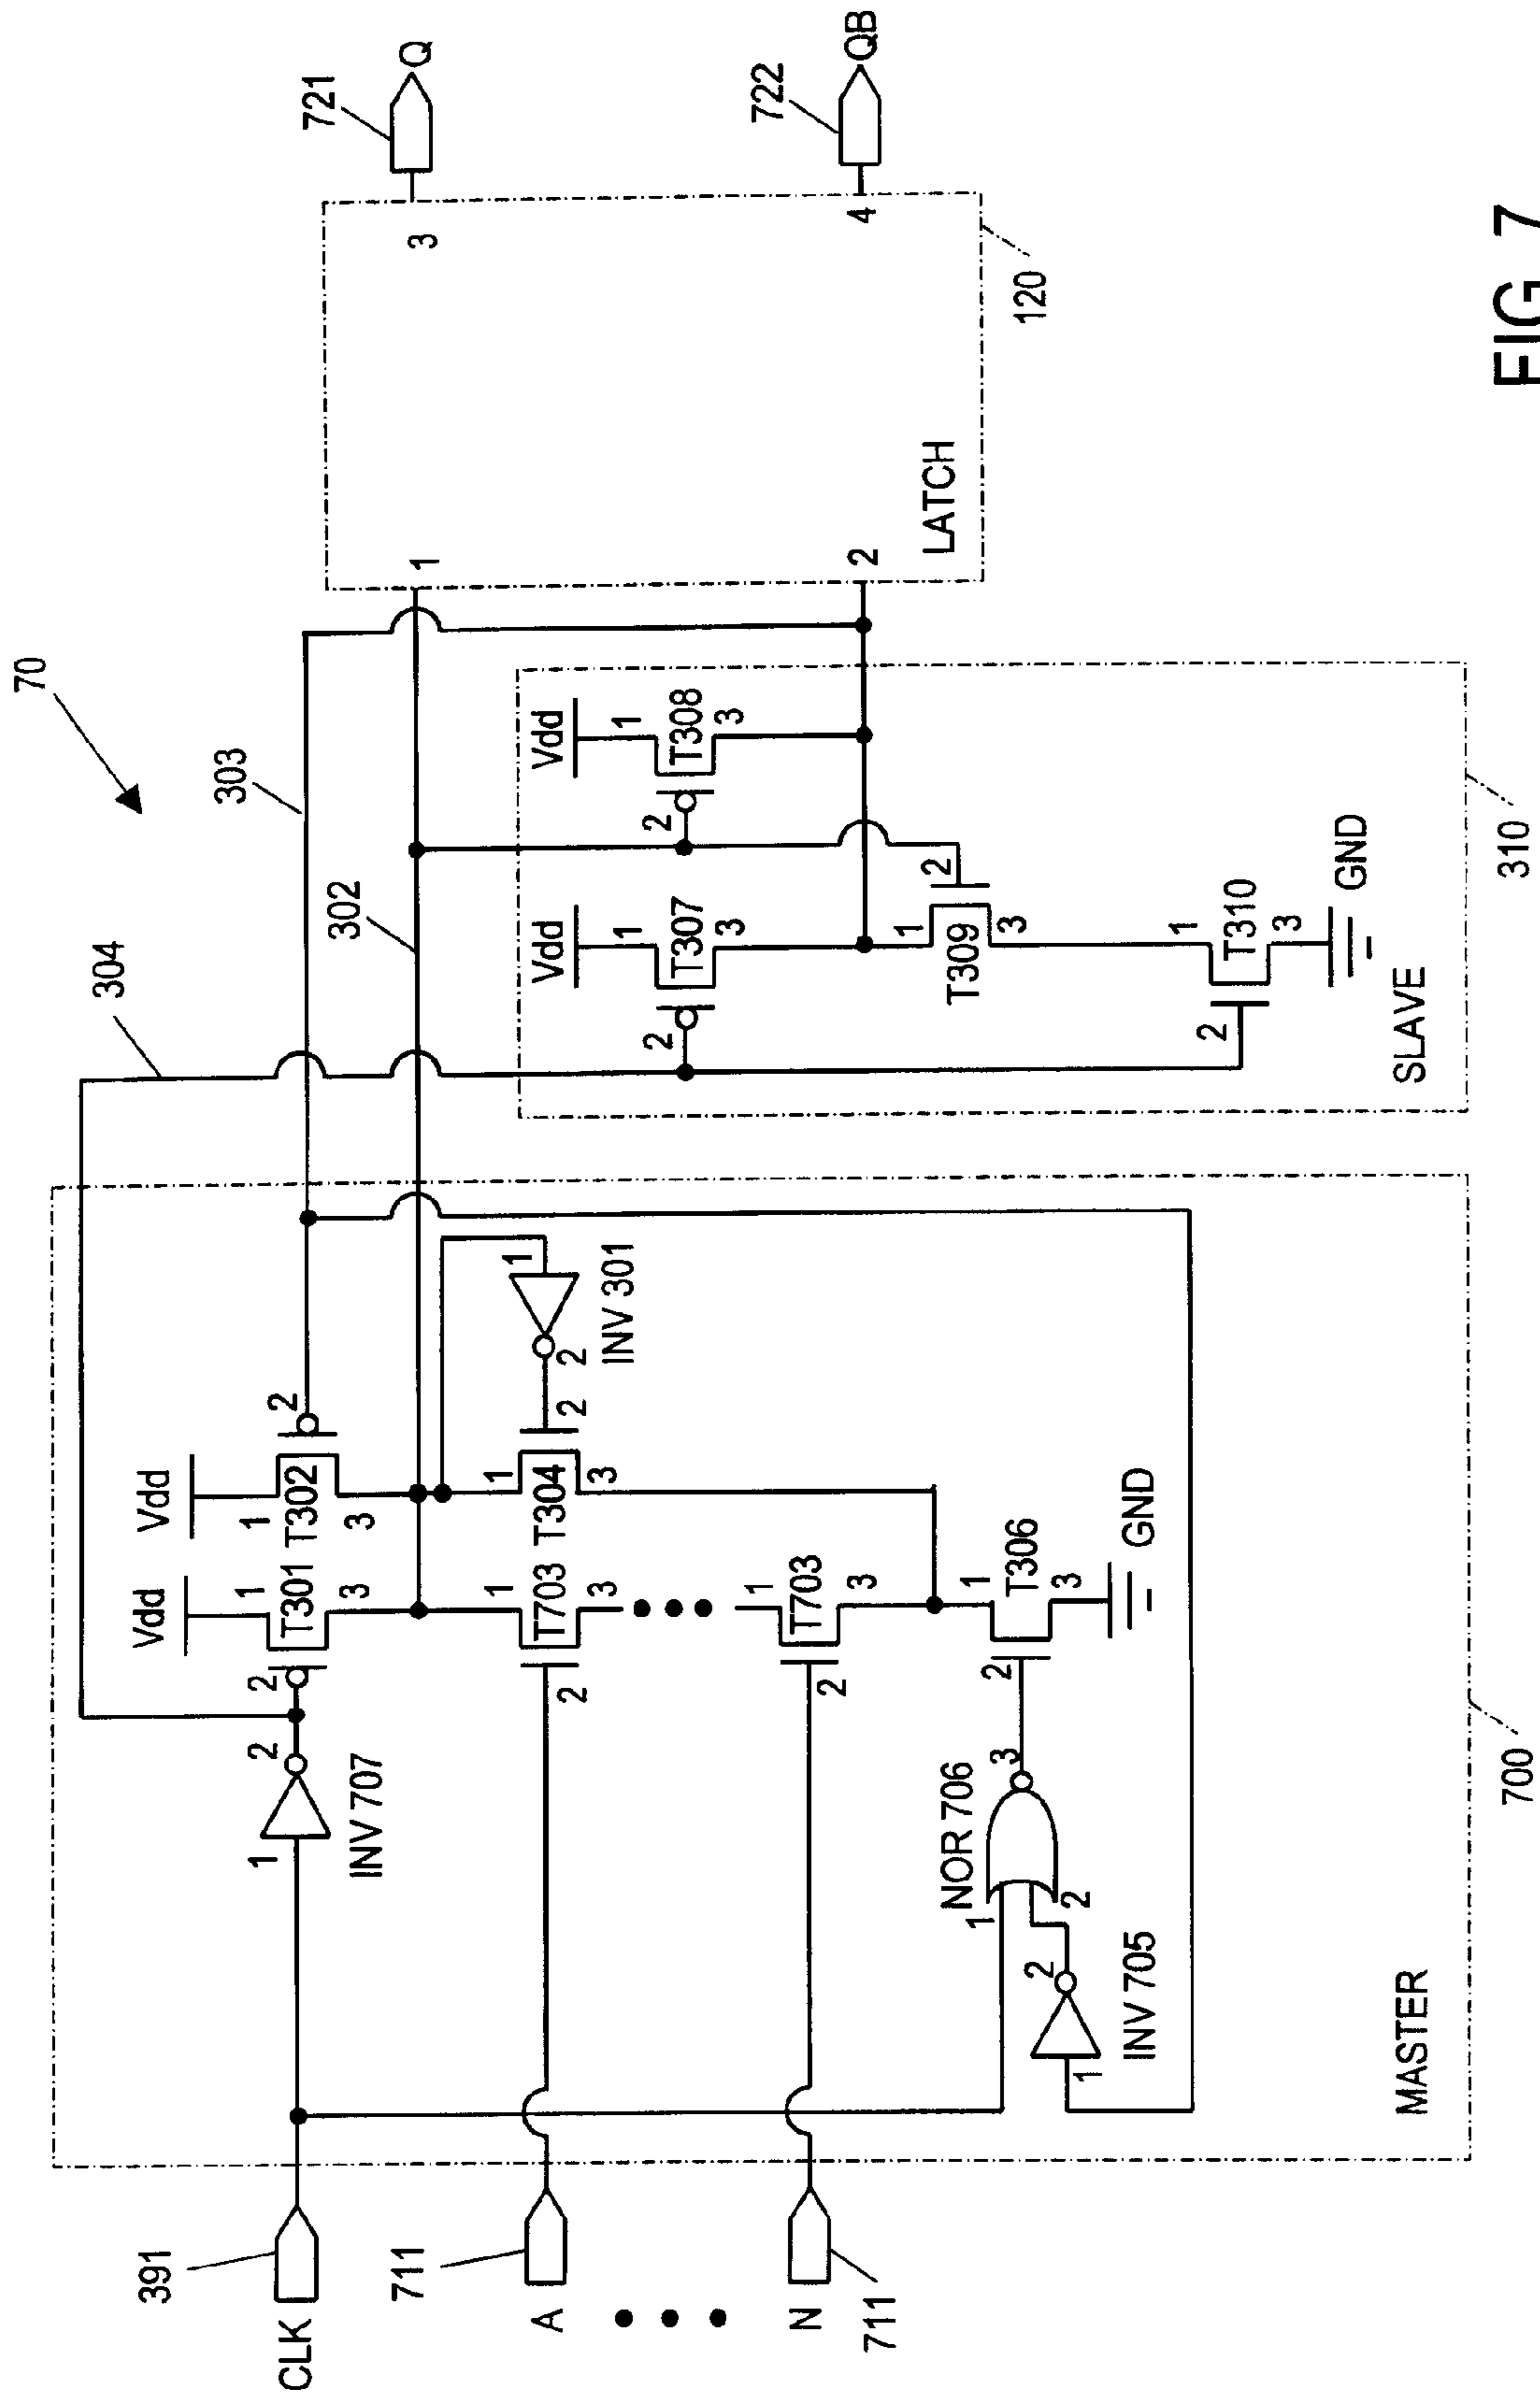 70
304
303
302
Vdd
Vdd
1
2
T301
3
1
2
T302
3
CLK
391
1
2
INV 707
711
A
N
711
1
2
T703
3
1
2
T304
3
1
2
INV 301
1
2
T703
3
1
2
T306
3
GND
NOR 706
1
2
3
1
2
INV 705
MASTER
700
Vdd
Vdd
1
2
T307
3
1
2
T308
3
1
2
T309
3
1
2
T310
3
GND
SLAVE
310
1
2
3
4
LATCH
120
721
Q
722
QB
FIG 7